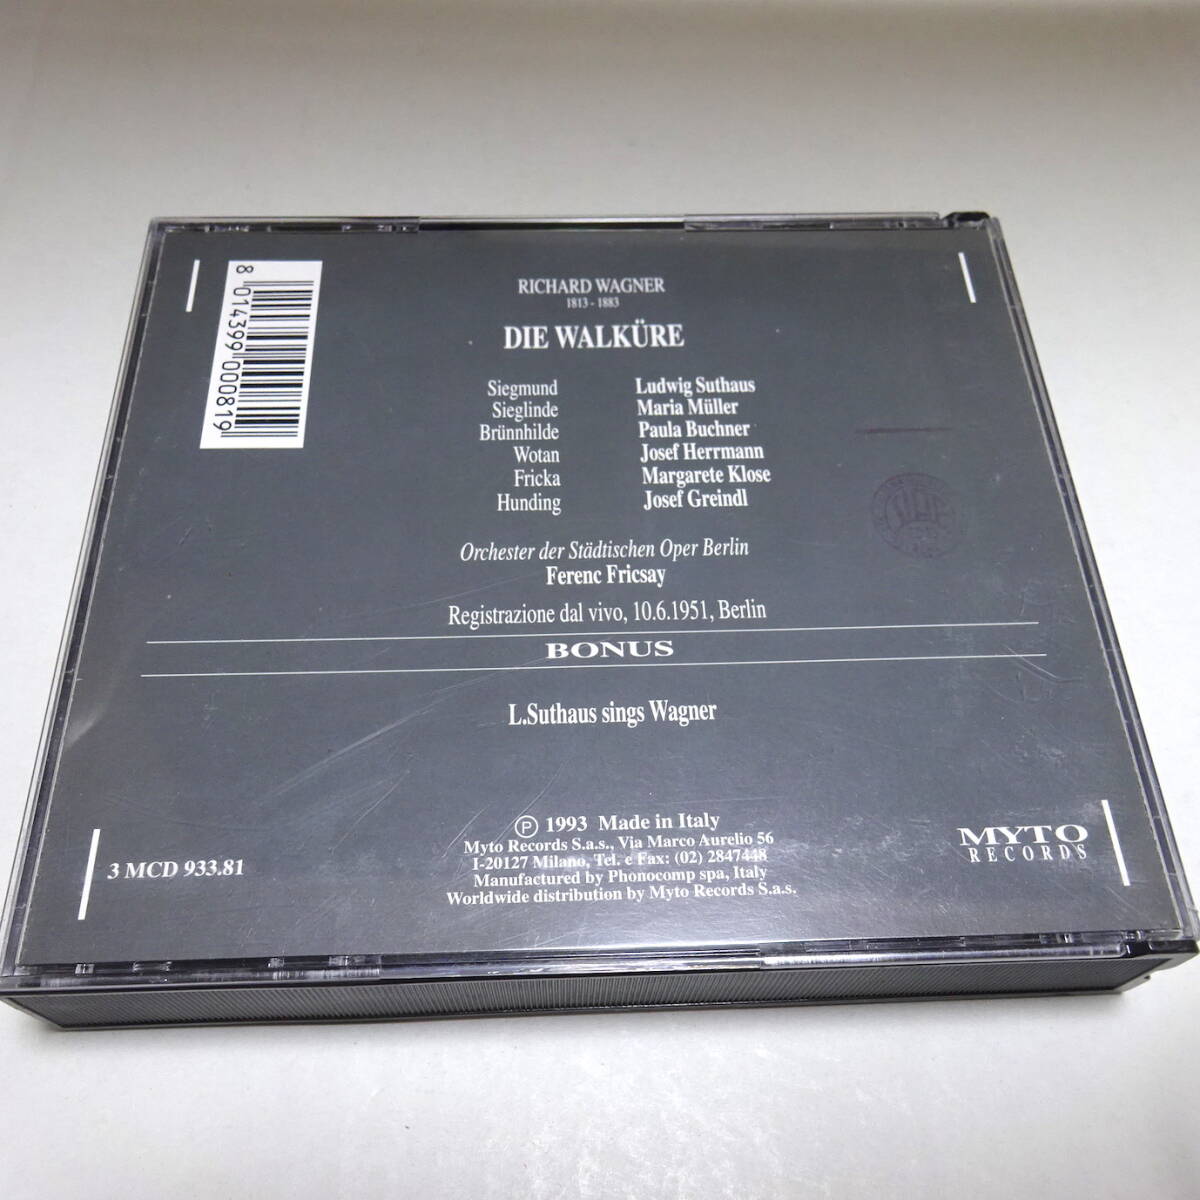 8 014399 000819
RICHARD WAGNER
1813 - 1883
DIE WALKÜRE
Siegmund Ludwig Suthaus
Sieglinde Maria Müller
Brünnhilde Paula Buchner
Wotan Josef Herrmann
Fricka Margarete Klose
Hunding Josef Greindl
Orchester der Städtischen Oper Berlin
Ferenc Fricsay
Registrazione dal vivo, 10.6.1951, Berlin
BONUS
L.Suthaus sings Wagner
Ⓟ 1993 Made in Italy
Myto Records S.a.s., Via Marco Aurelio 56
I-20127 Milano, Tel. e Fax: (02) 2847448
Manufactured by Phonocomp spa, Italy
Worldwide distribution by Myto Records S.a.s.
3 MCD 933.81
MYTO
RECORDS